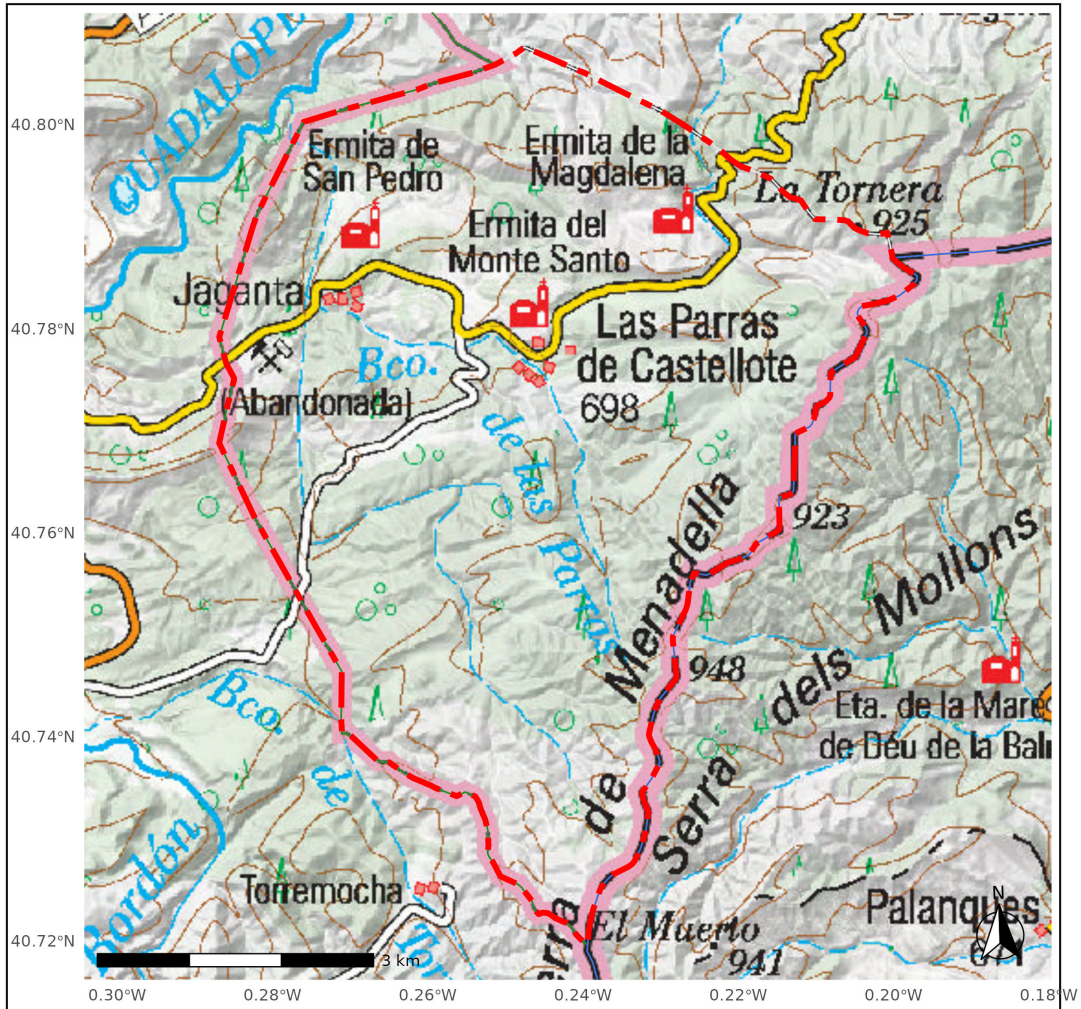 GUADALOPE
40.80°N
Ermita de
San Pedro
Ermita de la
Magdalena
La Tornera
925
Ermita del
Monte Santo
Jaganta
40.78°N
Las Parras
de Castellote
698
Bco.
(Abandonada)
de las
Parras
923
40.76°N
Menadella
de
Mollons
dels
Serra
948
Bco.
de
Eta. de la Mare
de Déu de la Bal
40.74°N
Bordón
Torremocha
El Muerto
941
Palanques
40.72°N
3 km
N
0.30°W
0.28°W
0.26°W
0.24°W
0.22°W
0.20°W
0.18°W